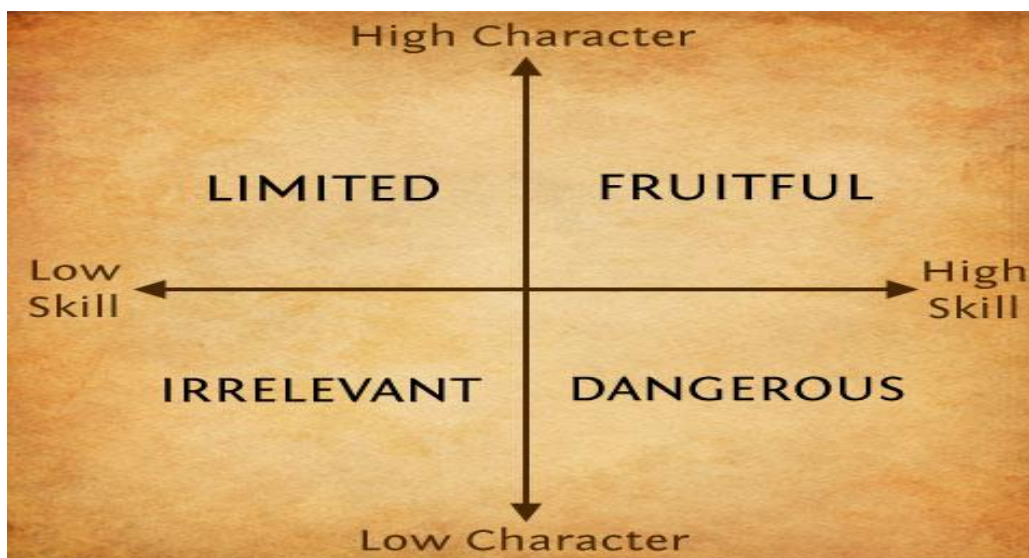 High Character
LIMITED FRUITFUL
Low
Skill
High
Skill
IRRELEVANT DANGEROUS
Low Character